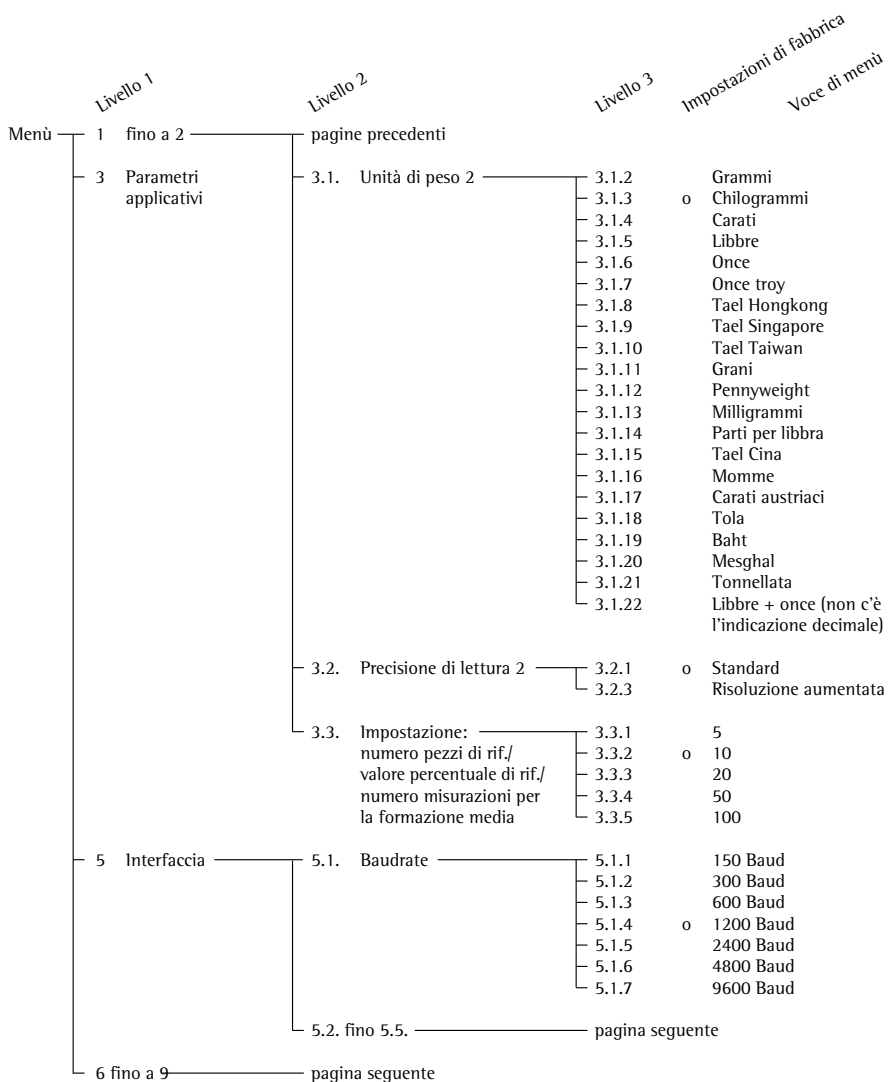 Livello 1 Livello 2 Livello 3 Impostazioni di fabbrica Voce di menù
Menù 1 fino a 2 pagine precedenti
3 Parametri 3.1. Unità di peso 2 3.1.2 Grammi
applicativi 3.1.3 o Chilogrammi
3.1.4 Carati
3.1.5 Libbre
3.1.6 Once
3.1.7 Once troy
3.1.8 Tael Hongkong
3.1.9 Tael Singapore
3.1.10 Tael Taiwan
3.1.11 Grani
3.1.12 Pennyweight
3.1.13 Milligrammi
3.1.14 Parti per libbra
3.1.15 Tael Cina
3.1.16 Momme
3.1.17 Carati austriaci
3.1.18 Tola
3.1.19 Baht
3.1.20 Mesghal
3.1.21 Tonnellata
3.1.22 Libbre + once (non c'è
l'indicazione decimale)
3.2. Precisione di lettura 2 3.2.1 o Standard
3.2.3 Risoluzione aumentata
3.3. Impostazione: 3.3.1 5
numero pezzi di rif./ 3.3.2 o 10
valore percentuale di rif./ 3.3.3 20
numero misurazioni per 3.3.4 50
la formazione media 3.3.5 100
5 Interfaccia 5.1. Baudrate 5.1.1 150 Baud
5.1.2 300 Baud
5.1.3 600 Baud
5.1.4 o 1200 Baud
5.1.5 2400 Baud
5.1.6 4800 Baud
5.1.7 9600 Baud
5.2. fino 5.5. pagina seguente
6 fino a 9 pagina seguente